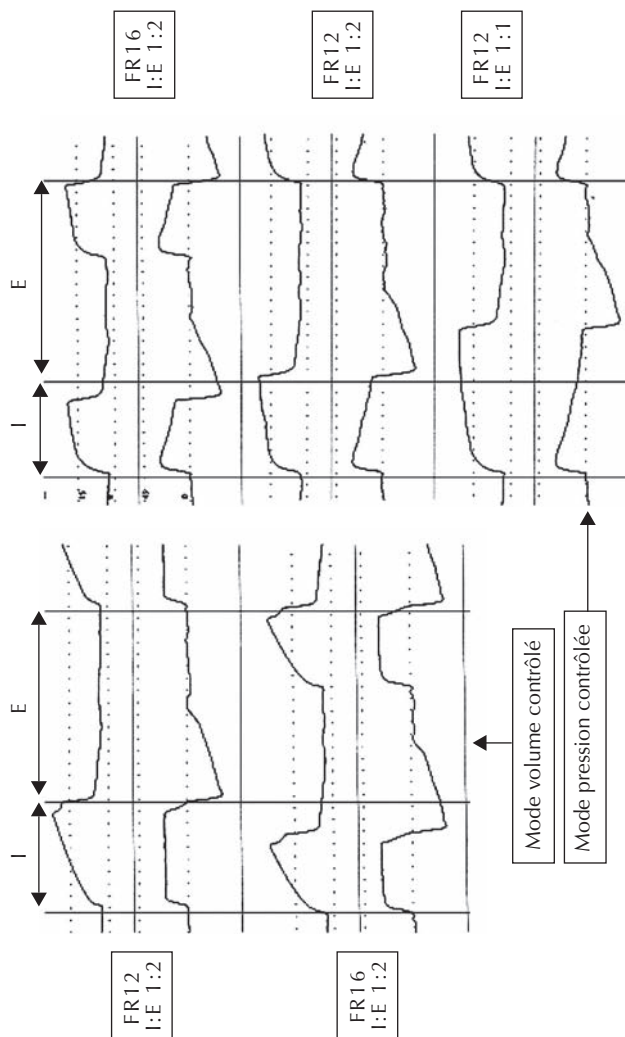 FR12
I:E 1:2
FR16
I:E 1:2
I
E
Mode volume contrôlé
Mode pression contrôlée
I
E
FR16
I:E 1:2
FR12
I:E 1:2
FR12
I:E 1:1